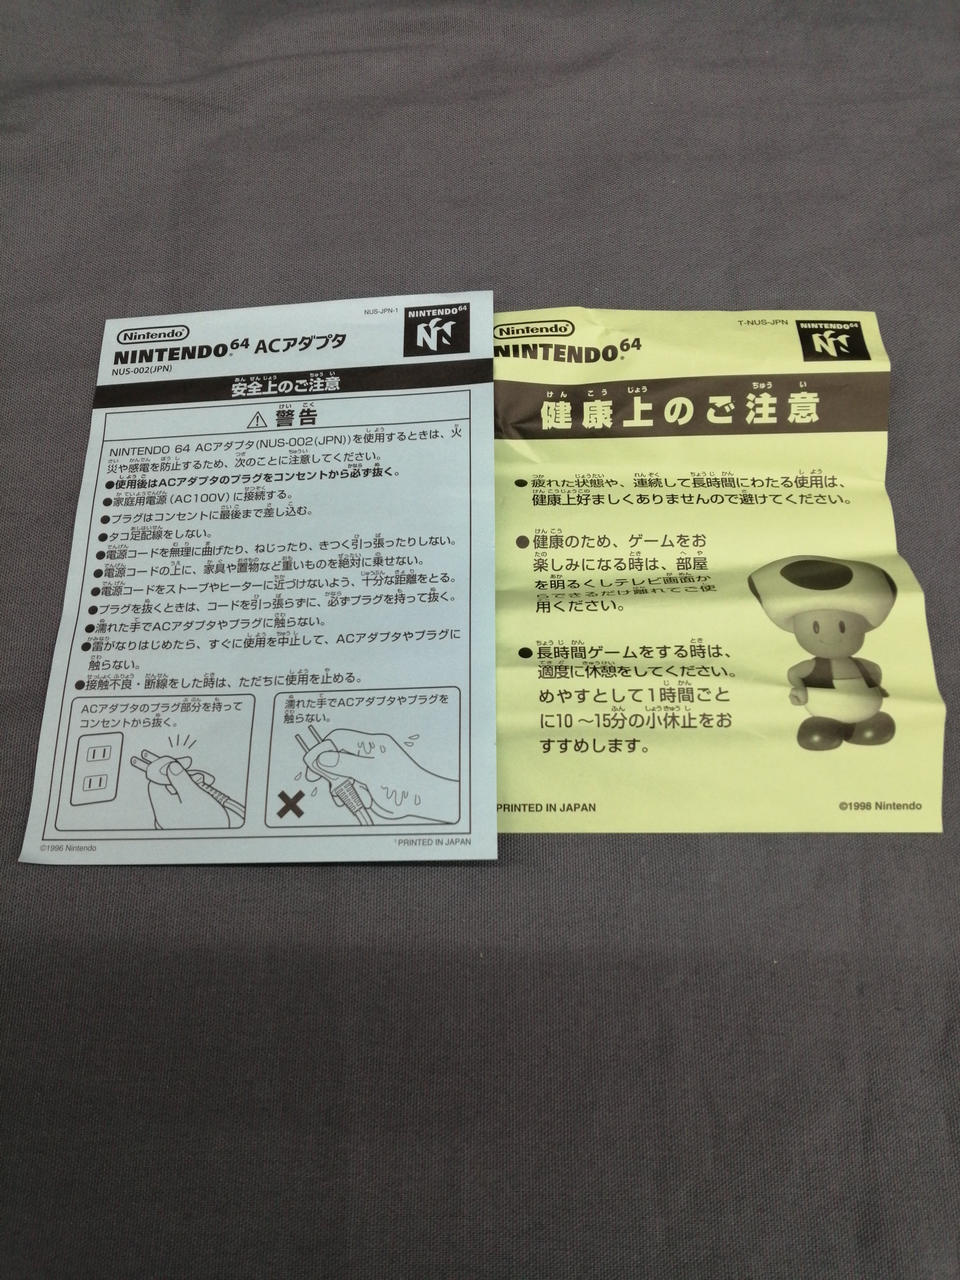 NUS-JPN-1
Nintendo
NINTENDO64 ACアダプタ
NUS-002(JPN)
NINTENDO64
安全上のご注意
警告
NINTENDO 64 ACアダプタ(NUS-002(JPN))を使用するときは、火
災や感電を防止するため、次のことに注意してください。
●使用後はACアダプタのプラグをコンセントから必ず抜く。
●家庭用電源(AC100V)に接続する。
●プラグはコンセントに最後まで差し込む。
●タコ足配線をしない。
●電源コードを無理に曲げたり、ねじったり、きつく引っ張ったりしない。
●電源コードの上に、家具や置物など重いものを絶対に乗せない。
●電源コードをストーブやヒーターに近づけないよう、十分な距離をとる。
●プラグを抜くときは、コードを引っ張らずに、必ずプラグを持って抜く。
●濡れた手でACアダプタやプラグに触らない。
●雷がなりはじめたら、すぐに使用を中止して、ACアダプタやプラグに
触らない。
●接触不良・断線をした時は、ただちに使用を止める。
ACアダプタのプラグ部分を持って
コンセントから抜く。
濡れた手でACアダプタやプラグを
触らない。
©1996 Nintendo
PRINTED IN JAPAN
T-NUS-JPN
Nintendo
NINTENDO64
NINTENDO64
健康上のご注意
●疲れた状態や、連続して長時間にわたる使用は、
健康上好ましくありませんので避けてください。
●健康のため、ゲームをお
楽しみになる時は、部屋
を明るくしテレビ画面か
らできるだけ離れてご使
用ください。
●長時間ゲームをする時は、
適度に休憩をしてください。
めやすとして1時間ごと
に10～15分の小休止をお
すすめします。
PRINTED IN JAPAN
©1998 Nintendo